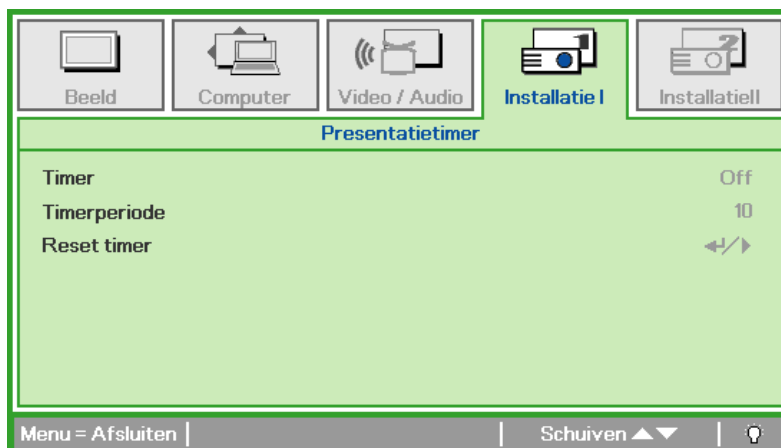 Beeld Computer Video / Audio Installatie I InstallatieII
Presentatietimer
Timer Off
Timerperiode 10
Reset timer
Menu = Afsluiten Schuiven